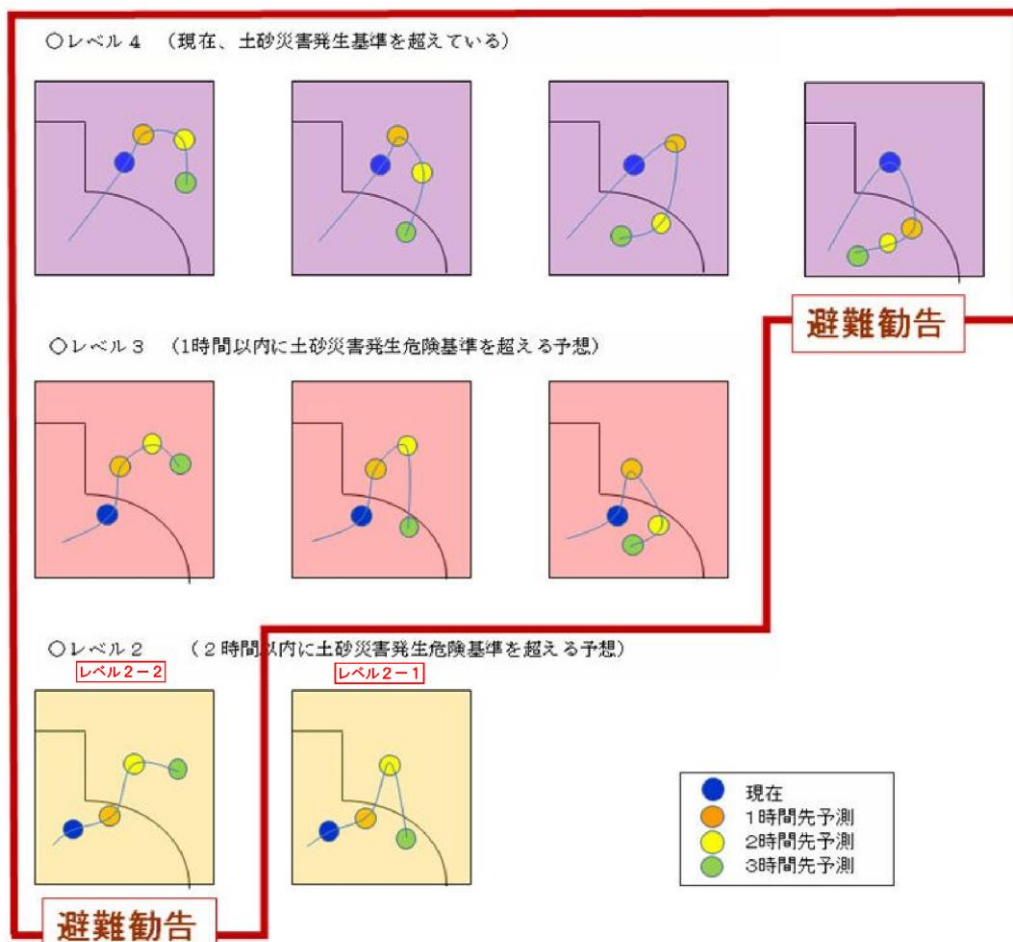 ○レベル4 （現在、土砂災害発生基準を超えている）
避難勧告
○レベル3 （1時間以内に土砂災害発生危険基準を超える予想）
○レベル2 （２時間以内に土砂災害発生危険基準を超える予想）
レベル２－２
レベル２－１
現在
１時間先予測
２時間先予測
３時間先予測
避難勧告